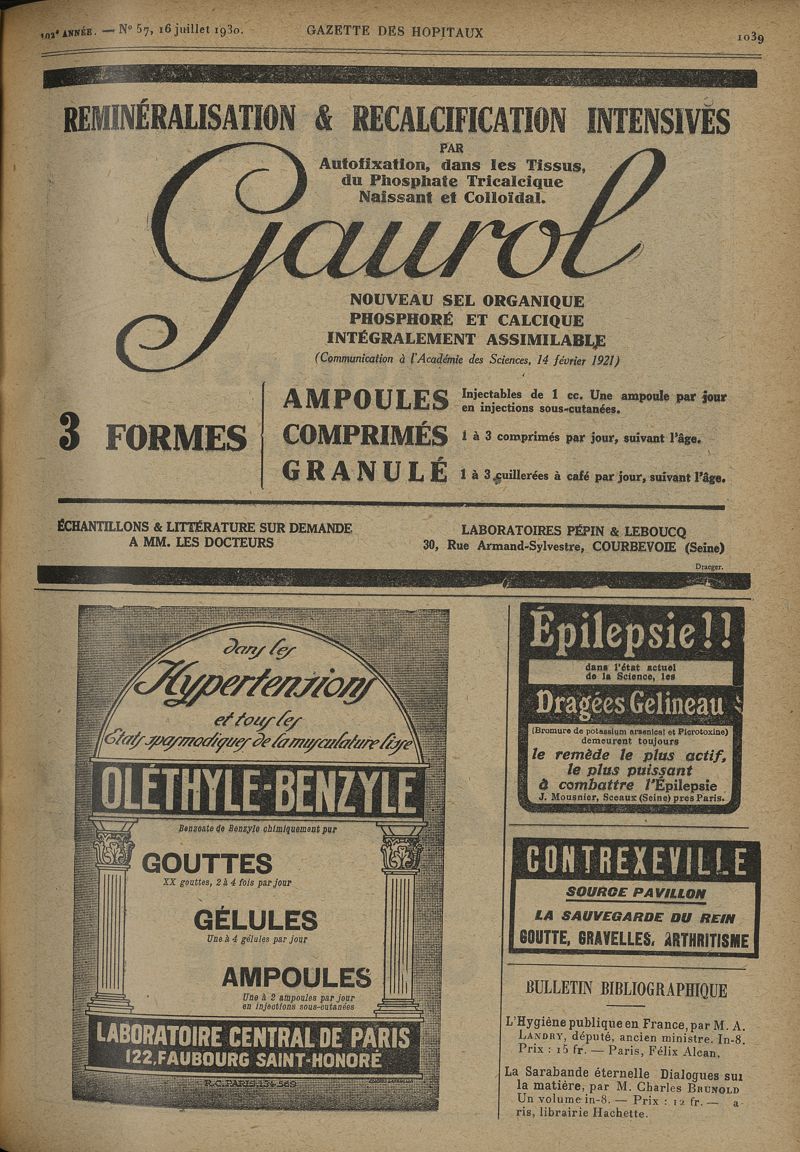 102e ANNÉE. — No 57, 16 juillet 1930.
GAZETTE DES HOPITAUX
1039
REMINÉRALISATION & RECALCIFICATION INTENSIVES
PAR
Autofixation, dans les Tissus,
du Phosphate Tricalcique
Naissant et Colloïdal.
Gaurol
NOUVEAU SEL ORGANIQUE
PHOSPHORÉ ET CALCIQUE
INTÉGRALEMENT ASSIMILABLE
(Communication à l'Académie des Sciences, 14 février 1921)
3 FORMES
AMPOULES Injectables de 1 cc. Une ampoule par jour
en injections sous-cutanées.
COMPRIMÉS 1 à 3 comprimés par jour, suivant l'âge.
GRANULÉ 1 à 3 cuillerées à café par jour, suivant l'âge.
ÉCHANTILLONS & LITTÉRATURE SUR DEMANDE
A MM. LES DOCTEURS
LABORATOIRES PÉPIN & LEBOUCQ
30, Rue Armand-Sylvestre, COURBEVOIE (Seine)
Draeger.
dans les
Hypertensions
et tous les
États spasmodiques de la musculature lisse
OLÉTHYLE-BENZYLE
Benzoate de Benzyle chimiquement pur
GOUTTES
XX gouttes, 2 à 4 fois par jour
GÉLULES
Une à 4 gélules par jour
AMPOULES
Une à 2 ampoules par jour
en injections sous-cutanées
LABORATOIRE CENTRAL DE PARIS
122, FAUBOURG SAINT-HONORÉ
R.C. PARIS. 134-569
Épilepsie!!
dans l'état actuel
de la Science, les
Dragées Gelineau
(Bromure de potassium arsenical et Picrotoxine)
demeurent toujours
le remède le plus actif,
le plus puissant
à combattre l'Épilepsie
J. Mousnier, Sceaux (Seine) pres Paris.
CONTREXEVILLE
SOURCE PAVILLON
LA SAUVEGARDE DU REIN
GOUTTE, GRAVELLES, ARTHRITISME
BULLETIN BIBLIOGRAPHIQUE
L'Hygiène publique en France, par M. A.
LANDRY, député, ancien ministre. In-8.
Prix : 15 fr. — Paris, Félix Alcan.
La Sarabande éternelle Dialogues sui
la matière, par M. Charles BRUNOLD
Un volume in-8. — Prix : 12 fr. — a
ris, librairie Hachette.